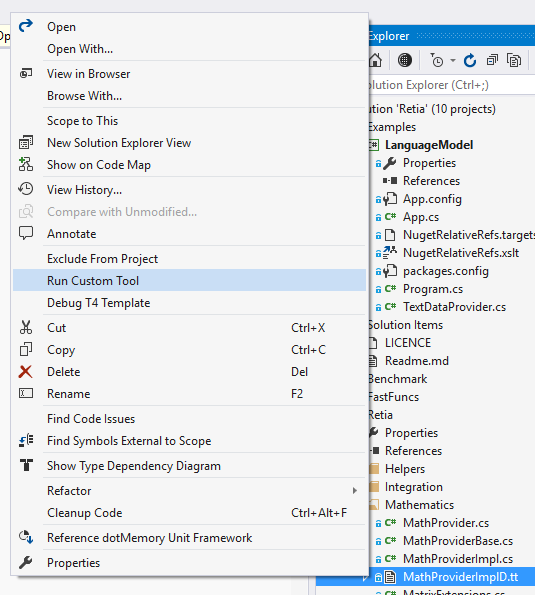 Op
Open
Open With...
View in Browser
Browse With...
Scope to This
New Solution Explorer View
Show on Code Map
View History...
Compare with Unmodified...
Annotate
Exclude From Project
Run Custom Tool
Debug T4 Template
Cut Ctrl+X
Copy Ctrl+C
Delete Del
Rename F2
Find Code Issues
Find Symbols External to Scope
Show Type Dependency Diagram
Refactor
Cleanup Code Ctrl+Alt+F
Reference dotMemory Unit Framework
Properties
Explorer
olution Explorer (Ctrl+;)
ution 'Retia' (10 projects)
Examples
C# LanguageModel
Properties
References
App.config
C# App.cs
NugetRelativeRefs.targets
NugetRelativeRefs.xslt
packages.config
C# Program.cs
C# TextDataProvider.cs
Solution Items
LICENCE
Readme.md
Benchmark
FastFuncs
Retia
Properties
References
Helpers
Integration
Mathematics
C# MathProvider.cs
C# MathProviderBase.cs
C# MathProviderImpl.cs
MathProviderImplD.tt
C# MatrixExtensions.cs